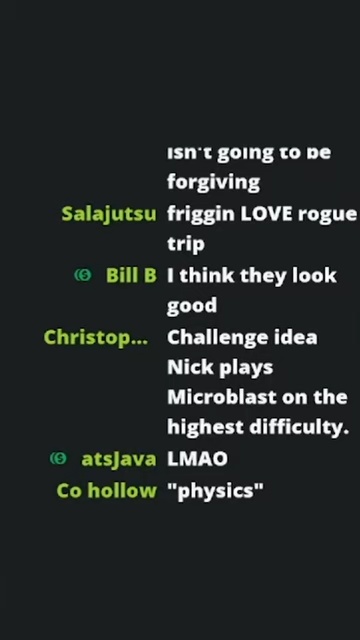 isn't going to be
forgiving
Salajutsu friggin LOVE rogue
trip
Bill B I think they look
good
Christop... Challenge idea
Nick plays
Microblast on the
highest difficulty.
atsJava LMAO
Co hollow "physics"